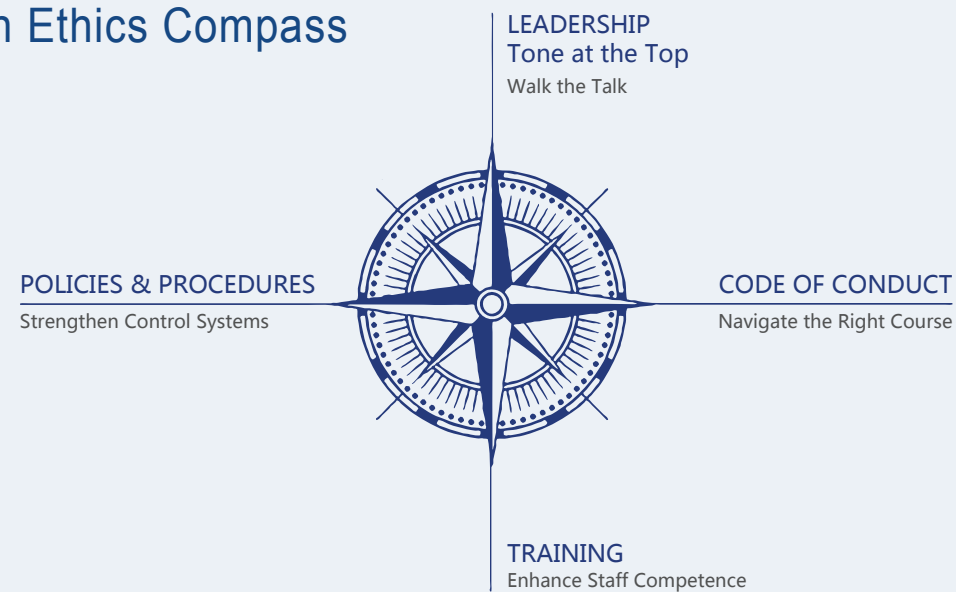 Ethics Compass
LEADERSHIP
Tone at the Top
Walk the Talk
POLICIES & PROCEDURES
Strengthen Control Systems
CODE OF CONDUCT
Navigate the Right Course
TRAINING
Enhance Staff Competence